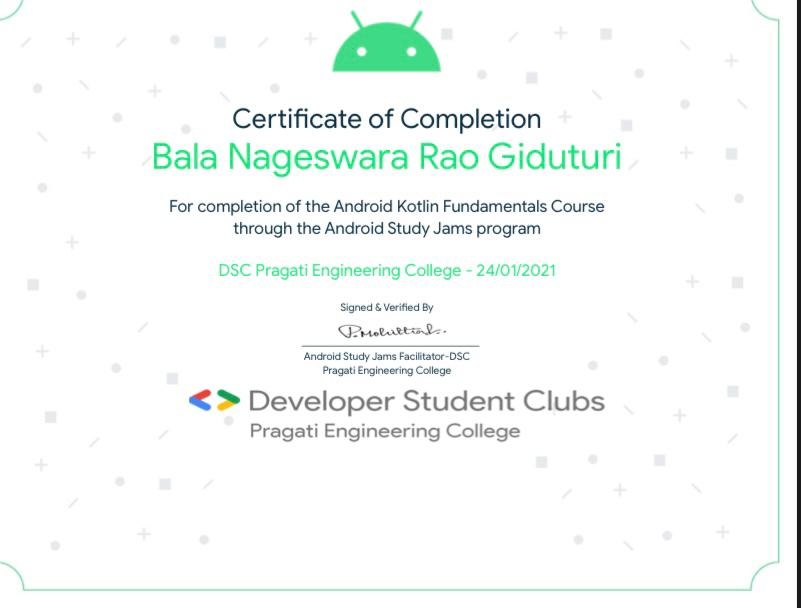 Certificate of Completion
Bala Nageswara Rao Giduturi
For completion of the Android Kotlin Fundamentals Course
through the Android Study Jams program
DSC Pragati Engineering College - 24/01/2021
Signed & Verified By
Android Study Jams Facilitator-DSC
Pragati Engineering College
Developer Student Clubs
Pragati Engineering College